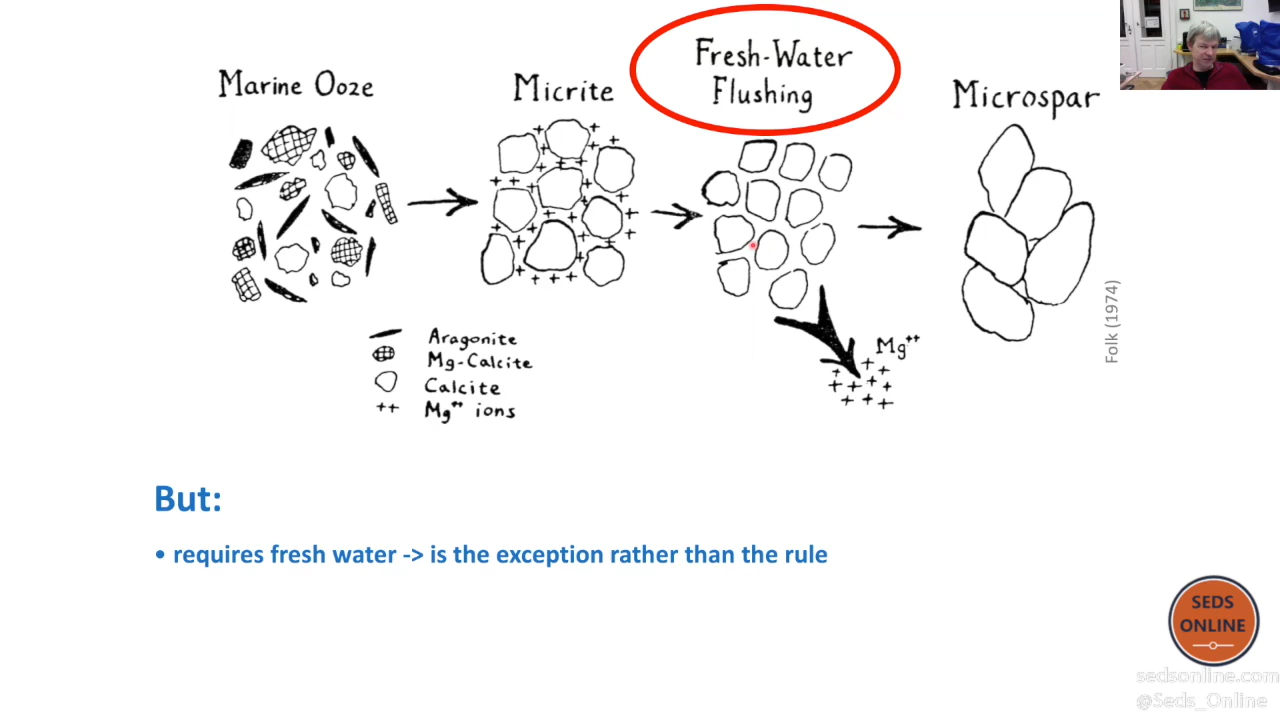 Marine Ooze
Micrite
Fresh-Water
Flushing
Microspar
Mg++
Aragonite
Mg-Calcite
Calcite
++ Mg++ ions
Folk (1974)
But:
• requires fresh water -> is the exception rather than the rule
SEDS
ONLINE
sedsonline.com
@Seds_Online